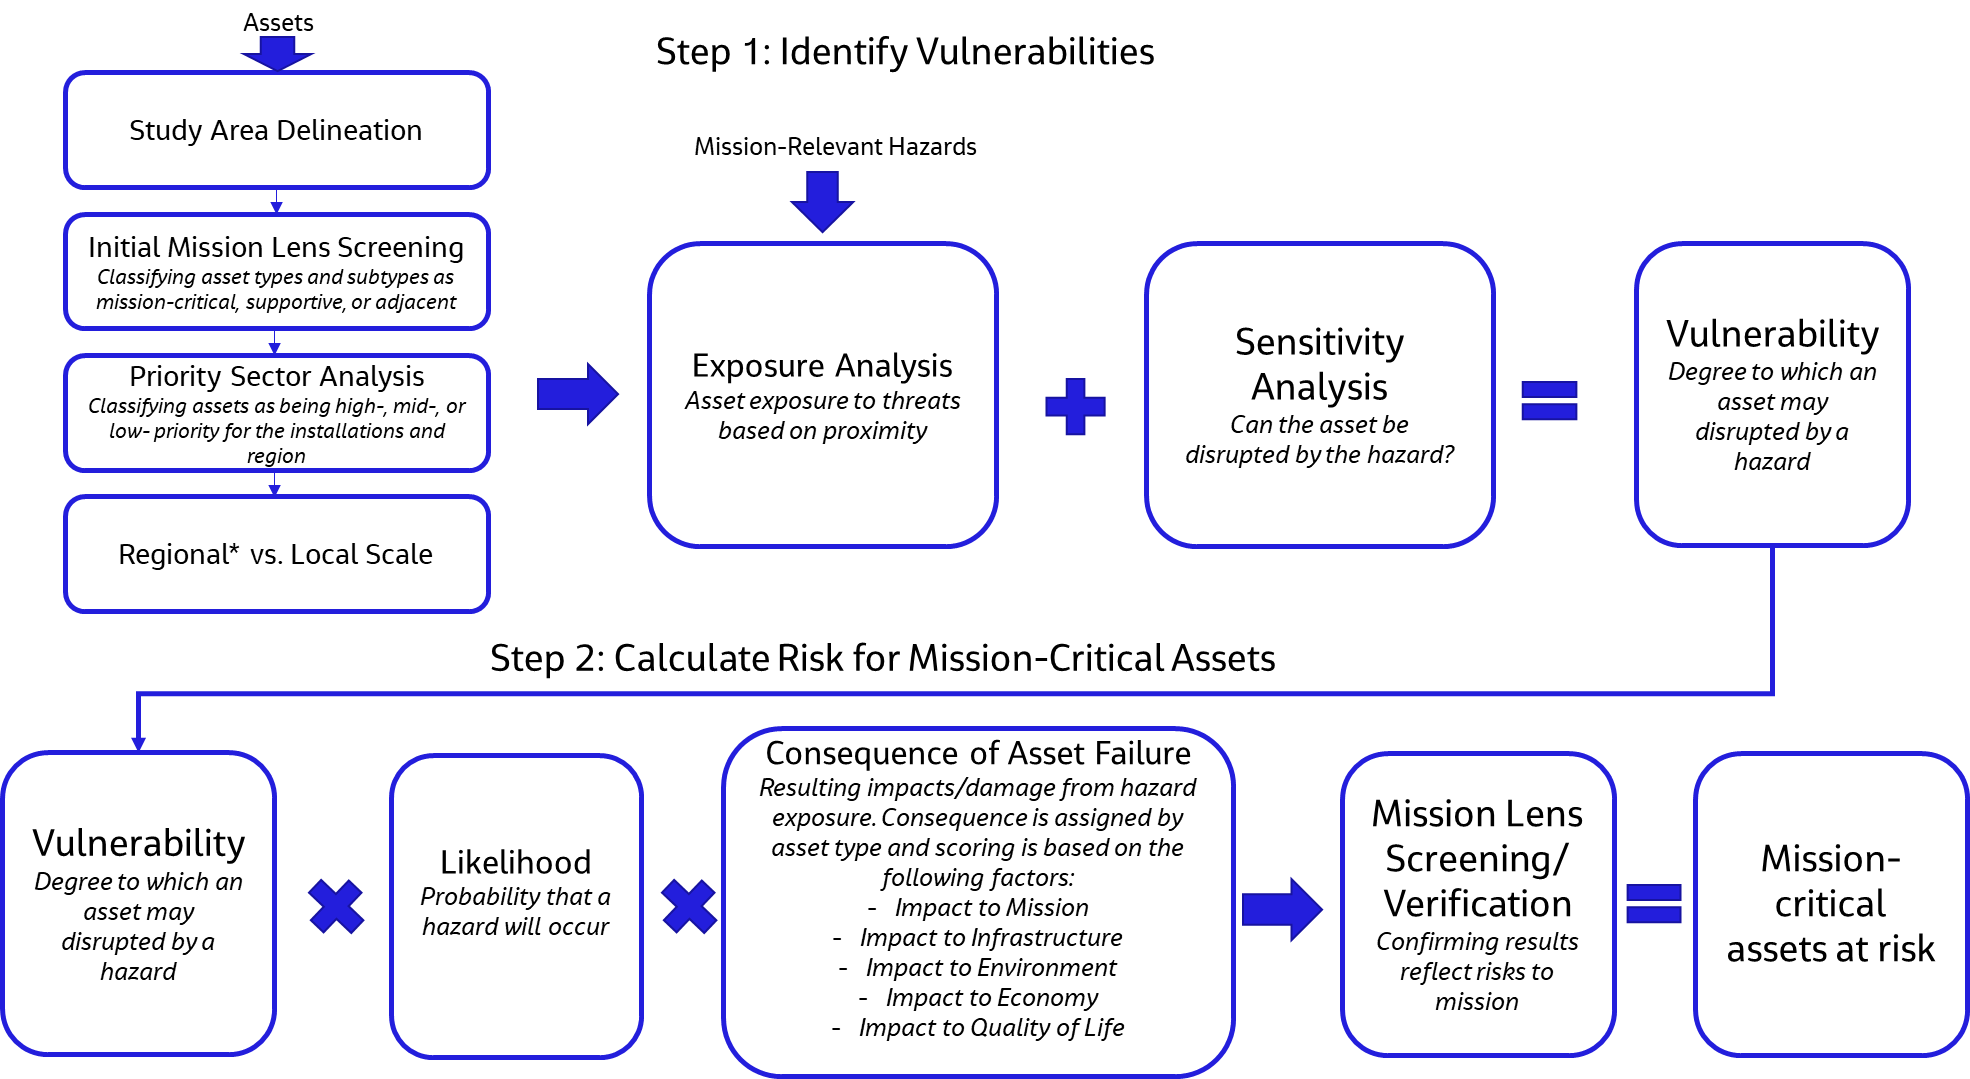 Assets
Step 1: Identify Vulnerabilities
Study Area Delineation
Initial Mission Lens Screening
Classifying asset types and subtypes as
mission-critical, supportive, or adjacent
Priority Sector Analysis
Classifying assets as being high-, mid-, or
low- priority for the installations and
region
Regional* vs. Local Scale
Mission-Relevant Hazards
Exposure Analysis
Asset exposure to threats
based on proximity
Sensitivity
Analysis
Can the asset be
disrupted by the hazard?
Vulnerability
Degree to which an
asset may
disrupted by a
hazard
Step 2: Calculate Risk for Mission-Critical Assets
Vulnerability
Degree to which an
asset may
disrupted by a
hazard
Likelihood
Probability that a
hazard will occur
Consequence of Asset Failure
Resulting impacts/damage from hazard
exposure. Consequence is assigned by
asset type and scoring is based on the
following factors:
- Impact to Mission
- Impact to Infrastructure
- Impact to Environment
- Impact to Economy
- Impact to Quality of Life
Mission Lens
Screening/
Verification
Confirming results
reflect risks to
mission
Mission-
critical
assets at risk